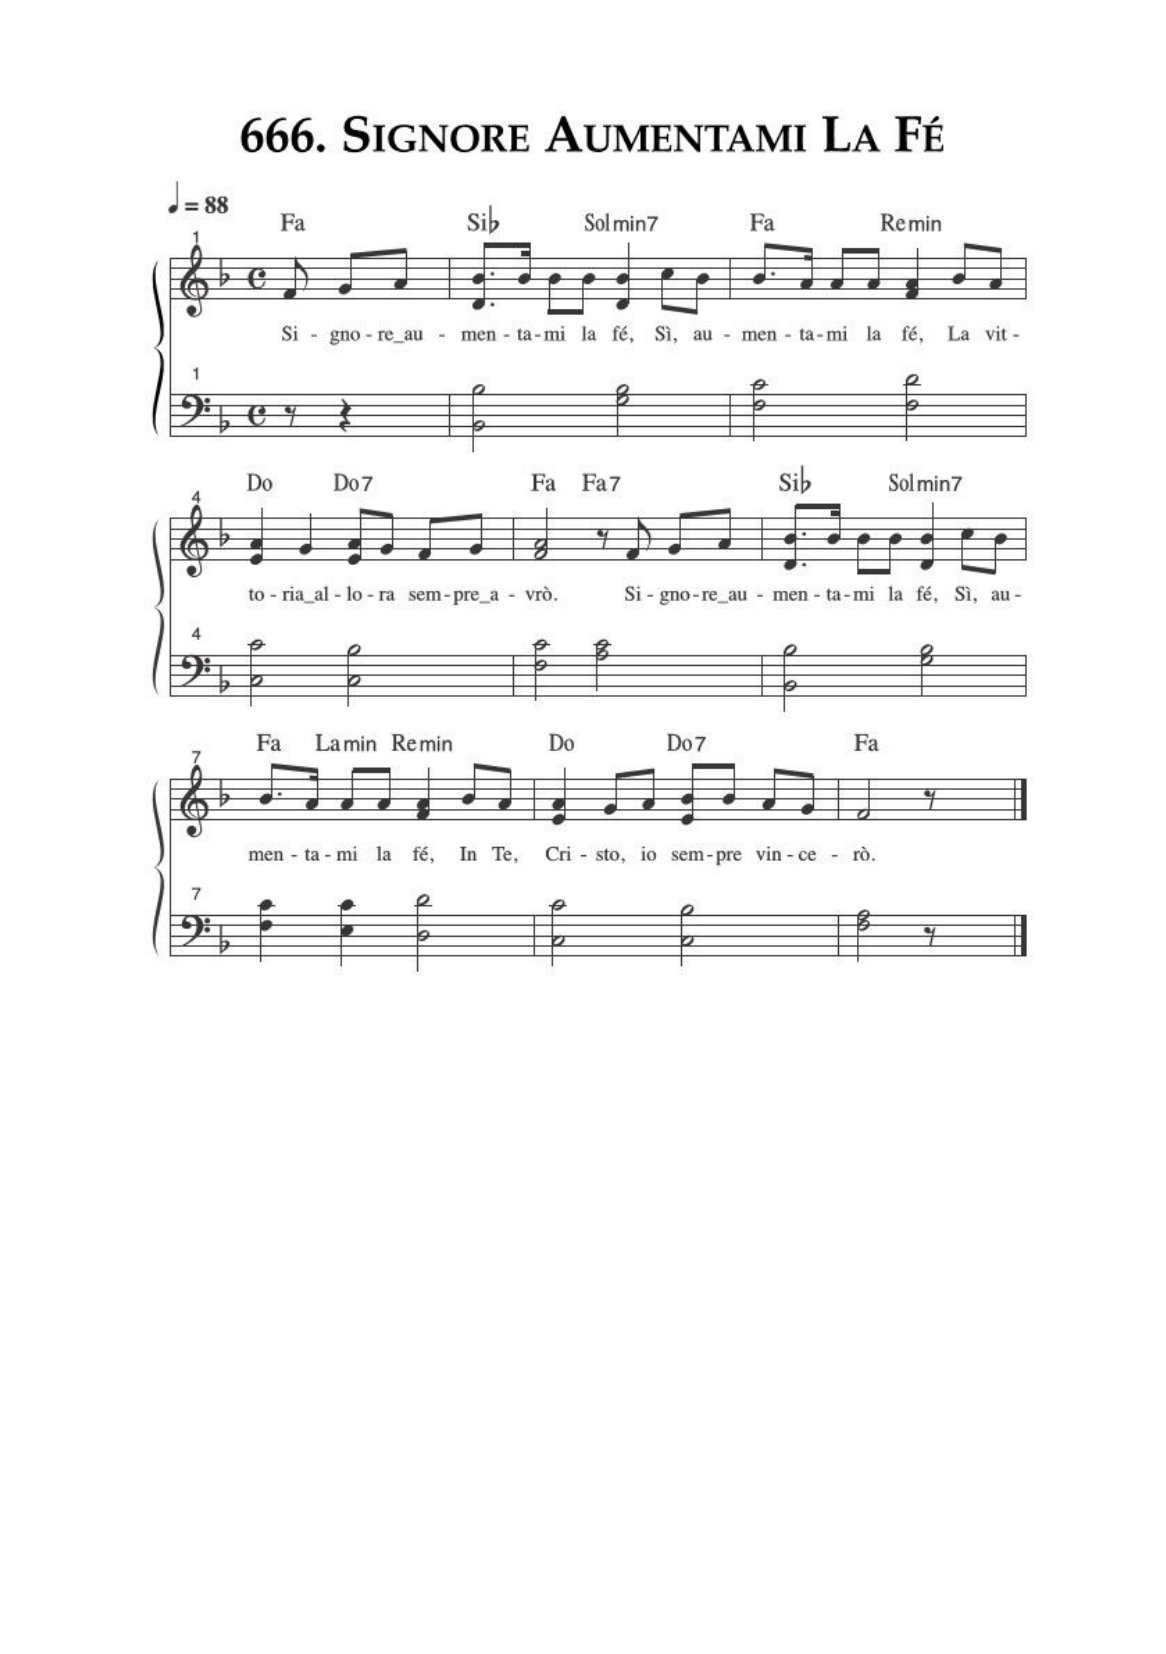 666. Signore Aumentami La Fé
= 88
Fa Si♭ Solmin7 Fa Remin
1
Si - gno - re_au - men - ta - mi la fé, Sì, au - men - ta - mi la fé, La vit -
1
Do Do7 Fa Fa7 Si♭ Solmin7
4
to - ria_al - lo - ra sem - pre_a - vrò. Si - gno - re_au - men - ta - mi la fé, Sì, au -
4
Fa Lamin Remin Do Do7 Fa
7
men - ta - mi la fé, In Te, Cri - sto, io sem - pre vin - ce - rò.
7